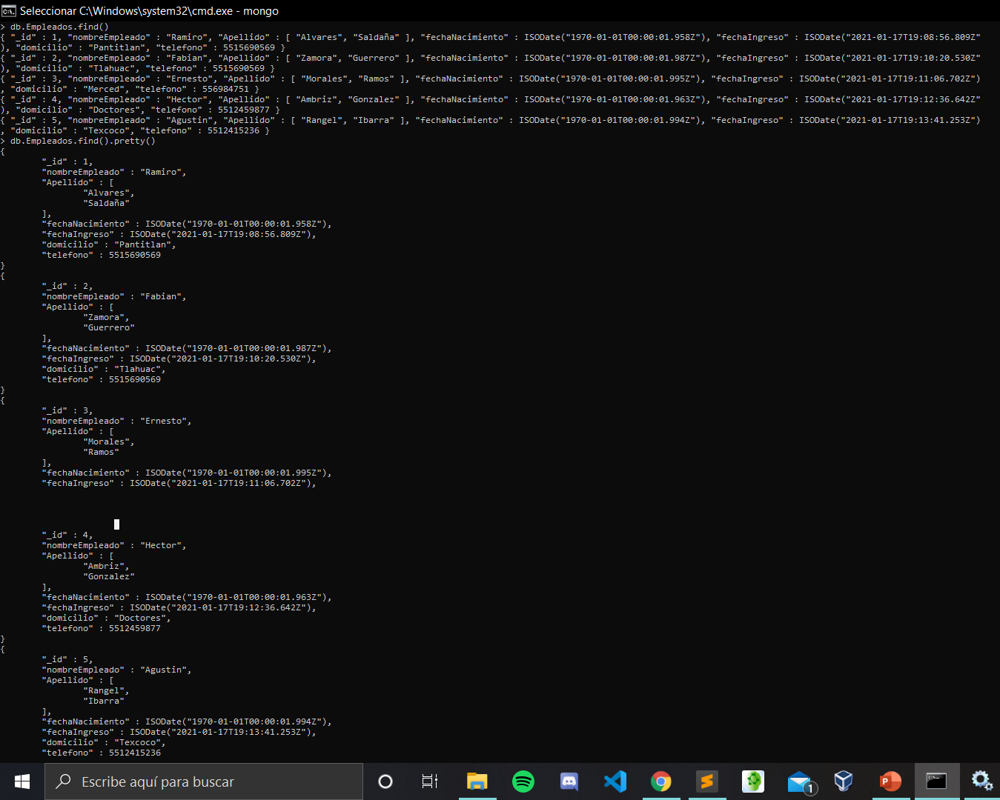 Seleccionar C:\Windows\system32\cmd.exe - mongo
> db.Empleados.find()
{ "_id" : 1, "nombreEmpleado" : "Ramiro", "Apellido" : [ "Alvares", "Saldaña" ], "fechaNacimiento" : ISODate("1970-01-01T00:00:01.958Z"), "fechaIngreso" : ISODate("2021-01-17T19:08:56.809Z"
), "domicilio" : "Pantitlan", "telefono" : 5515690569 }
{ "_id" : 2, "nombreEmpleado" : "Fabian", "Apellido" : [ "Zamora", "Guerrero" ], "fechaNacimiento" : ISODate("1970-01-01T00:00:01.987Z"), "fechaIngreso" : ISODate("2021-01-17T19:10:20.530Z"
), "domicilio" : "Tlahuac", "telefono" : 5515690569 }
{ "_id" : 3, "nombreEmpleado" : "Ernesto", "Apellido" : [ "Morales", "Ramos" ], "fechaNacimiento" : ISODate("1970-01-01T00:00:01.995Z"), "fechaIngreso" : ISODate("2021-01-17T19:11:06.702Z")
, "domicilio" : "Merced", "telefono" : 556984751 }
{ "_id" : 4, "nombreEmpleado" : "Hector", "Apellido" : [ "Ambriz", "Gonzalez" ], "fechaNacimiento" : ISODate("1970-01-01T00:00:01.963Z"), "fechaIngreso" : ISODate("2021-01-17T19:12:36.642Z"
), "domicilio" : "Doctores", "telefono" : 5512459877 }
{ "_id" : 5, "nombreEmpleado" : "Agustin", "Apellido" : [ "Rangel", "Ibarra" ], "fechaNacimiento" : ISODate("1970-01-01T00:00:01.994Z"), "fechaIngreso" : ISODate("2021-01-17T19:13:41.253Z")
, "domicilio" : "Texcoco", "telefono" : 5512415236 }
> db.Empleados.find().pretty()
{
"_id" : 1,
"nombreEmpleado" : "Ramiro",
"Apellido" : [
"Alvares",
"Saldaña"
],
"fechaNacimiento" : ISODate("1970-01-01T00:00:01.958Z"),
"fechaIngreso" : ISODate("2021-01-17T19:08:56.809Z"),
"domicilio" : "Pantitlan",
"telefono" : 5515690569
}
{
"_id" : 2,
"nombreEmpleado" : "Fabian",
"Apellido" : [
"Zamora",
"Guerrero"
],
"fechaNacimiento" : ISODate("1970-01-01T00:00:01.987Z"),
"fechaIngreso" : ISODate("2021-01-17T19:10:20.530Z"),
"domicilio" : "Tlahuac",
"telefono" : 5515690569
}
{
"_id" : 3,
"nombreEmpleado" : "Ernesto",
"Apellido" : [
"Morales",
"Ramos"
],
"fechaNacimiento" : ISODate("1970-01-01T00:00:01.995Z"),
"fechaIngreso" : ISODate("2021-01-17T19:11:06.702Z"),
"_id" : 4,
"nombreEmpleado" : "Hector",
"Apellido" : [
"Ambriz",
"Gonzalez"
],
"fechaNacimiento" : ISODate("1970-01-01T00:00:01.963Z"),
"fechaIngreso" : ISODate("2021-01-17T19:12:36.642Z"),
"domicilio" : "Doctores",
"telefono" : 5512459877
}
{
"_id" : 5,
"nombreEmpleado" : "Agustin",
"Apellido" : [
"Rangel",
"Ibarra"
],
"fechaNacimiento" : ISODate("1970-01-01T00:00:01.994Z"),
"fechaIngreso" : ISODate("2021-01-17T19:13:41.253Z"),
"domicilio" : "Texcoco",
"telefono" : 5512415236
Escribe aquí para buscar
1